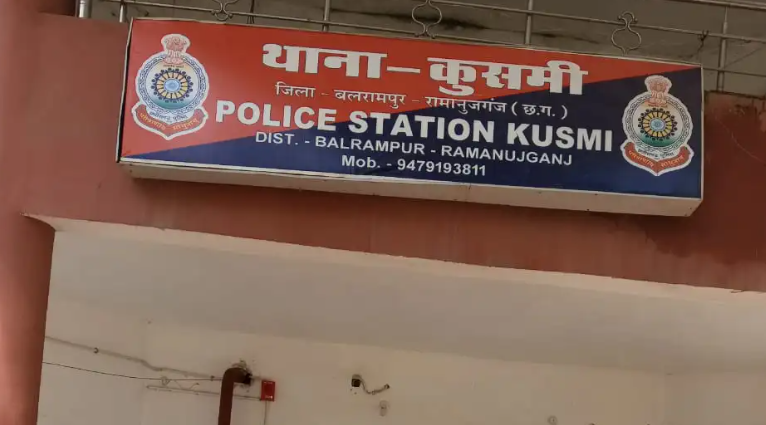 थाना – कुसमी
जिला - बलरामपुर - रामानुजगंज ( छ.ग. )
POLICE STATION KUSMI
DIST. - BALRAMPUR - RAMANUJGANJ
Mob. - 9479193811